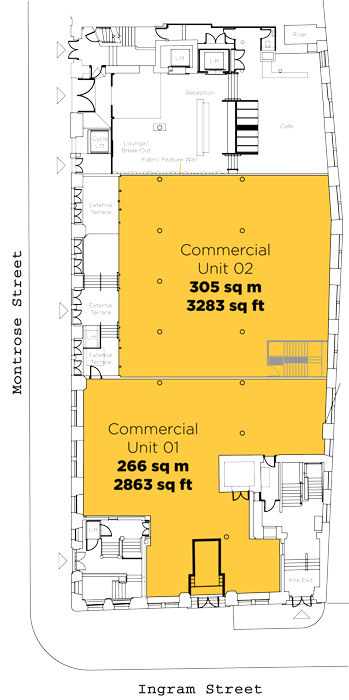 Riser
Lift
Lift
Reception
Cafe
Cycle
Lift
Lounge/
Break-Out
Fabric Feature Wall
External
Terrace
Commercial
Unit 02
305 sq m
3283 sq ft
External
Terrace
Lift
External
Terrace
Montrose Street
Commercial
Unit 01
266 sq m
2863 sq ft
Lift
Fire Exit
Ingram Street